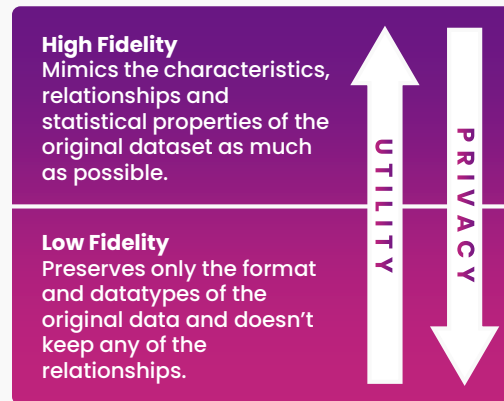 High Fidelity
Mimics the characteristics,
relationships and
statistical properties of the
original dataset as much
as possible.
Low Fidelity
Preserves only the format
and datatypes of the
original data and doesn’t
keep any of the
relationships.
UTILITY
PRIVACY